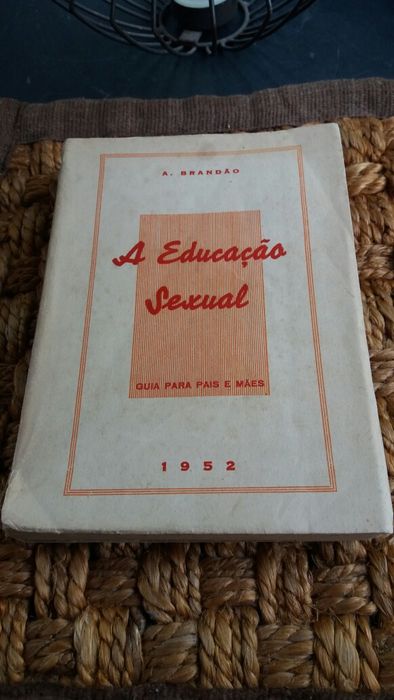 A. BRANDÃO
A Educação
Sexual
GUIA PARA PAIS E MÃES
1952